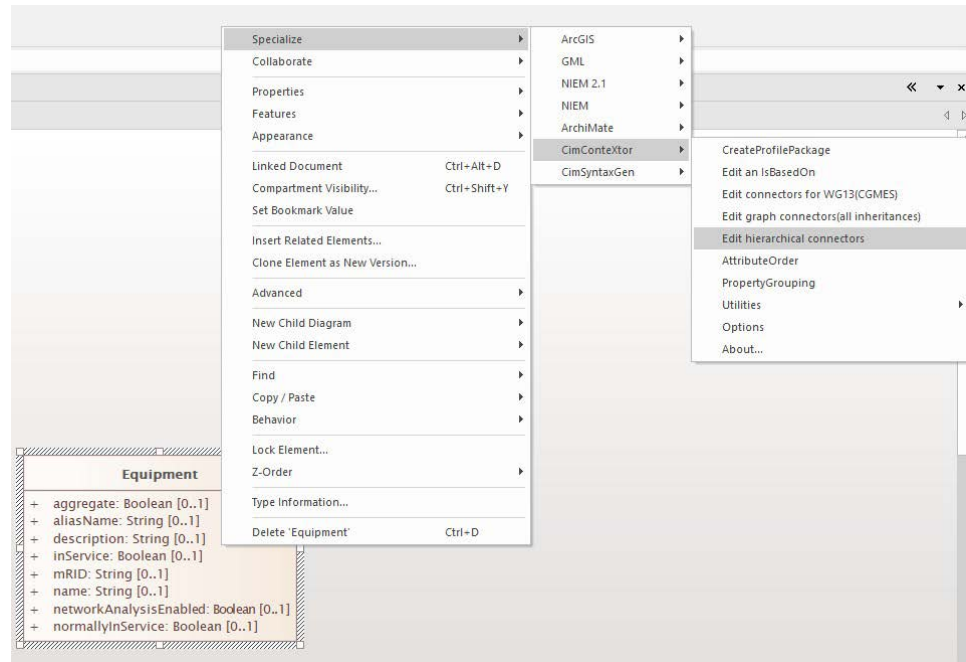 Specialize
Collaborate
Properties
Features
Appearance
Linked Document Ctrl+Alt+D
Compartment Visibility... Ctrl+Shift+Y
Set Bookmark Value
Insert Related Elements...
Clone Element as New Version...
Advanced
New Child Diagram
New Child Element
Find
Copy / Paste
Behavior
Lock Element...
Z-Order
Type Information...
Delete 'Equipment' Ctrl+D
ArcGIS
GML
NIEM 2.1
NIEM
ArchiMate
CimConteXtor
CimSyntaxGen
CreateProfilePackage
Edit an IsBasedOn
Edit connectors for WG13(CGMES)
Edit graph connectors(all inheritances)
Edit hierarchical connectors
AttributeOrder
PropertyGrouping
Utilities
Options
About...
Equipment
+ aggregate: Boolean [0..1]
+ aliasName: String [0..1]
+ description: String [0..1]
+ inService: Boolean [0..1]
+ mRID: String [0..1]
+ name: String [0..1]
+ networkAnalysisEnabled: Boolean [0..1]
+ normallyInService: Boolean [0..1]